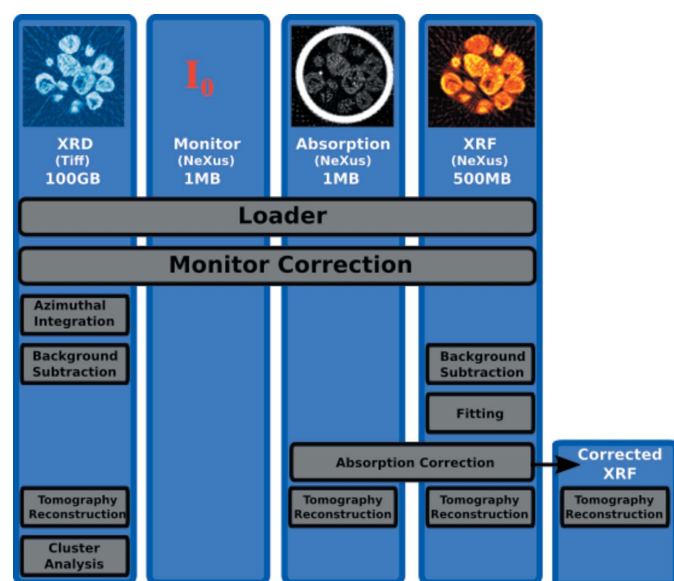 I0
XRD
(Tiff)
100GB
Monitor
(NeXus)
1MB
Absorption
(NeXus)
1MB
XRF
(NeXus)
500MB
Loader
Monitor Correction
Azimuthal
Integration
Background
Subtraction
Background
Subtraction
Fitting
Absorption Correction
Corrected
XRF
Tomography
Reconstruction
Tomography
Reconstruction
Tomography
Reconstruction
Tomography
Reconstruction
Cluster
Analysis